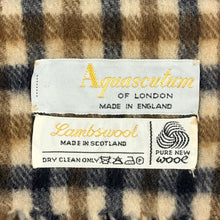 Aquascutum
OF LONDON
MADE IN ENGLAND
Lambswool
MADE IN SCOTLAND
DRY CLEAN ONLY
PURE NEW
WOOL